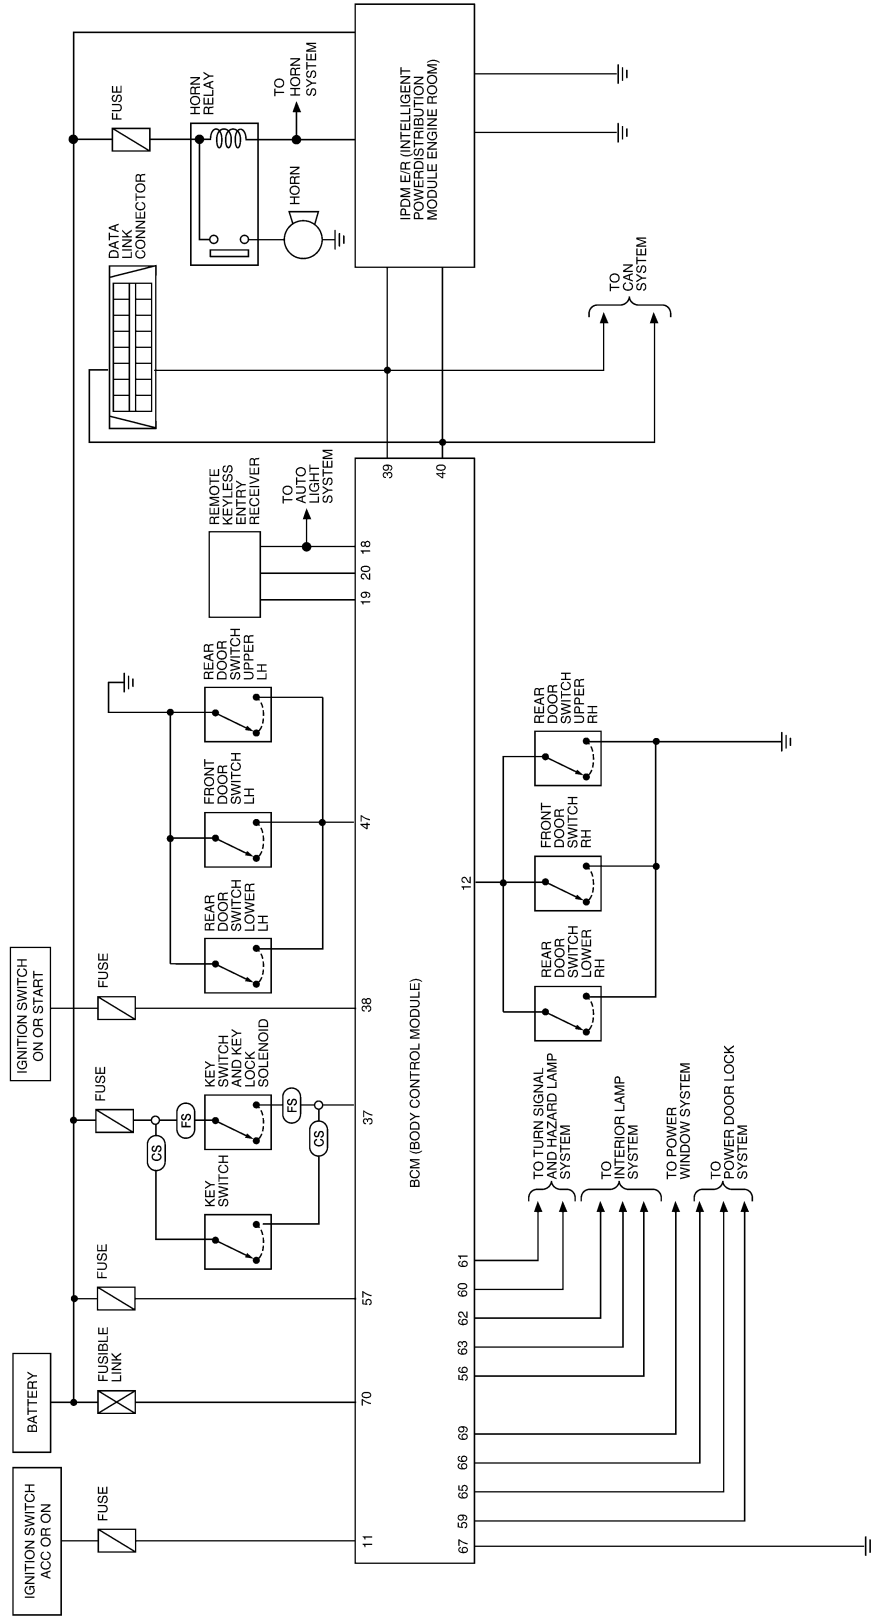 IGNITION SWITCH
ACC OR ON
FUSE
11
BATTERY
FUSIBLE
LINK
70
FUSE
57
FUSE
CS
FS
KEY
SWITCH
KEY
SWITCH
AND KEY
LOCK
SOLENOID
FS
CS
37
IGNITION SWITCH
ON OR START
FUSE
38
REAR
DOOR
SWITCH
LOWER
LH
FRONT
DOOR
SWITCH
LH
REAR
DOOR
SWITCH
UPPER
LH
47
REMOTE
KEYLESS
ENTRY
RECEIVER
TO
AUTO
LIGHT
SYSTEM
19
20
18
DATA
LINK
CONNECTOR
FUSE
HORN
RELAY
HORN
TO
HORN
SYSTEM
39
40
IPDM E/R (INTELLIGENT
POWERDISTRIBUTION
MODULE ENGINE ROOM)
TO
CAN
SYSTEM
BCM (BODY CONTROL MODULE)
67
59
65
66
69
56
63
62
60
61
12
TO TURN SIGNAL
AND HAZARD LAMP
SYSTEM
TO
INTERIOR LAMP
SYSTEM
TO POWER
WINDOW SYSTEM
TO
POWER DOOR LOCK
SYSTEM
REAR
DOOR
SWITCH
LOWER
RH
FRONT
DOOR
SWITCH
RH
REAR
DOOR
SWITCH
UPPER
RH